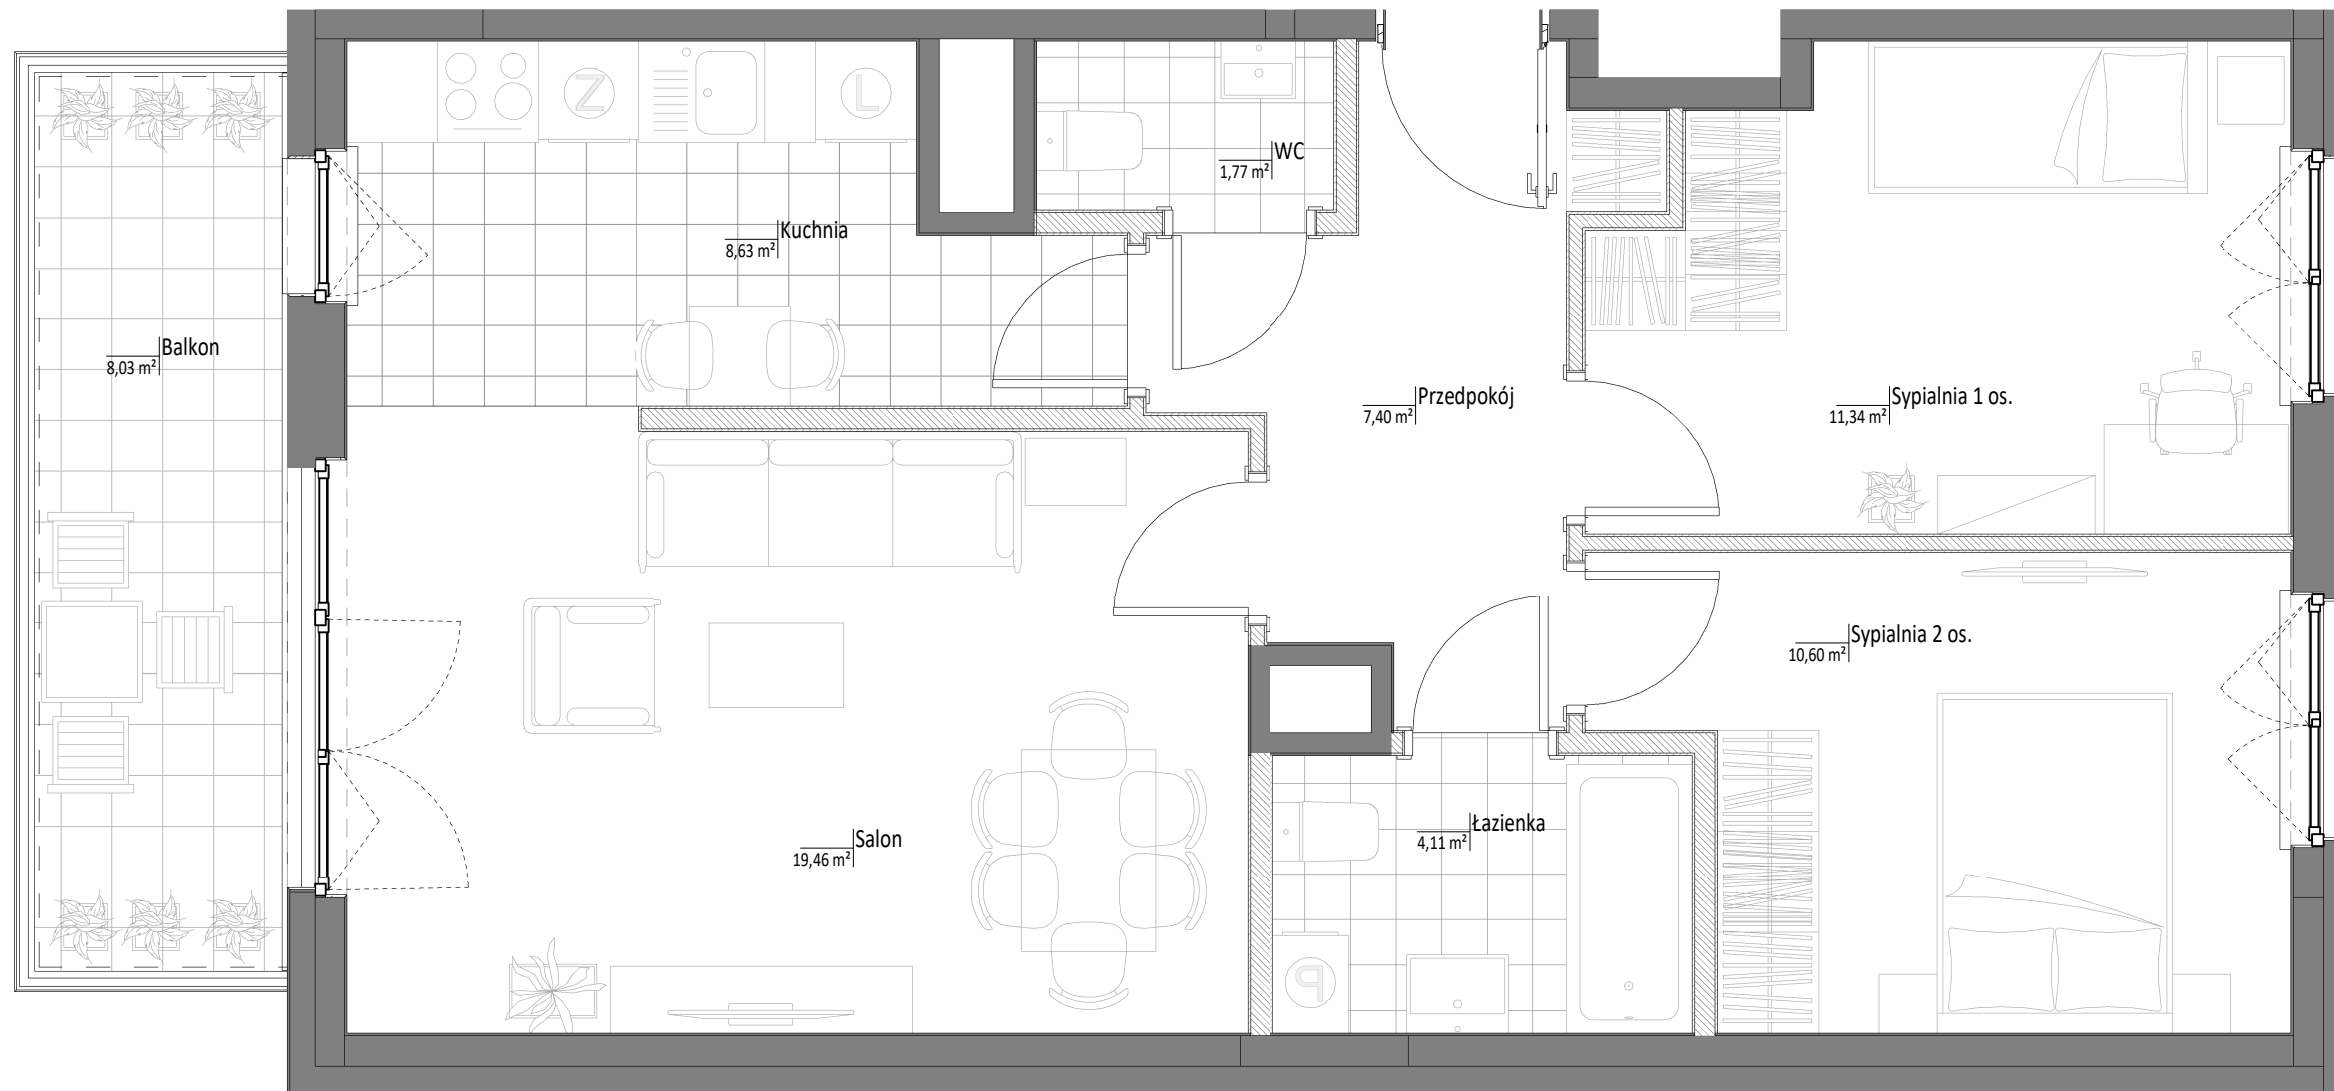 Z
L
WC
1,77 m²
Kuchnia
8,63 m²
Balkon
8,03 m²
Przedpokój
7,40 m²
Sypialnia 1 os.
11,34 m²
Sypialnia 2 os.
10,60 m²
Salon
19,46 m²
Łazienka
4,11 m²
P